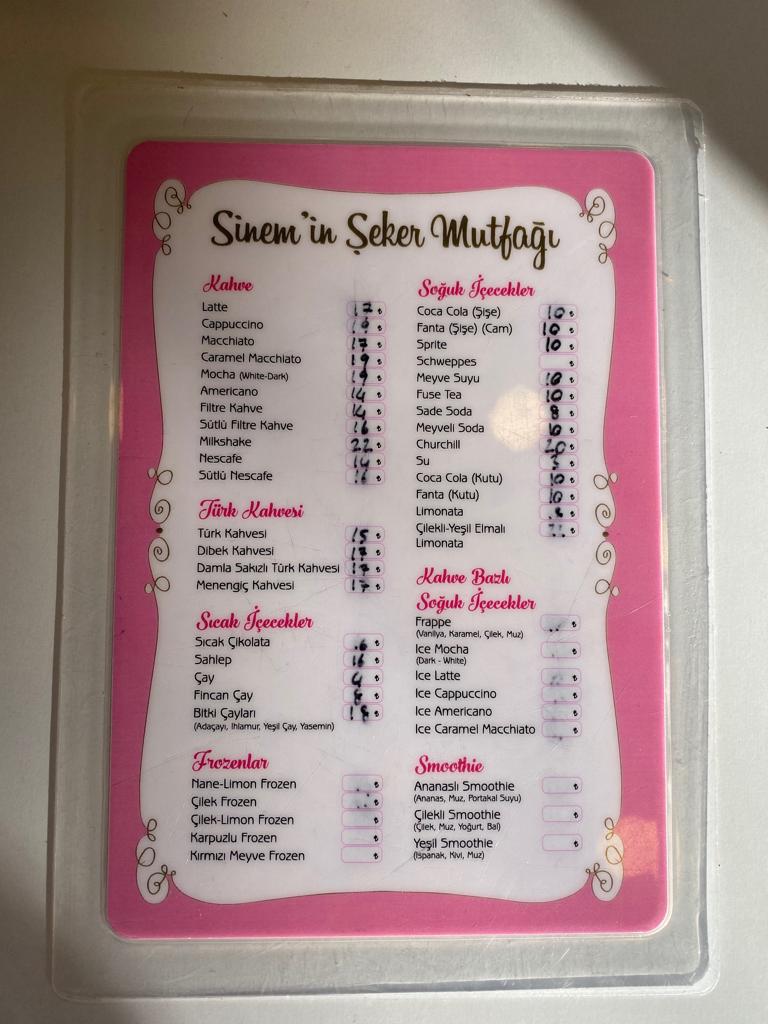 Sinem'in Şeker Mutfağı
Kahve
Latte 17 ₺
Cappuccino 19 ₺
Macchiato 17 ₺
Caramel Macchiato 19 ₺
Mocha (White-Dark) 19 ₺
Americano 14 ₺
Filtre Kahve 14 ₺
Sütlü Filtre Kahve 16 ₺
Milkshake 22 ₺
Nescafe 14 ₺
Sütlü Nescafe 16 ₺
Türk Kahvesi
Türk Kahvesi 15 ₺
Dibek Kahvesi 17 ₺
Damla Sakızlı Türk Kahvesi 17 ₺
Menengiç Kahvesi 17 ₺
Sıcak İçecekler
Sıcak Çikolata ₺
Sahlep 16 ₺
Çay 4 ₺
Fincan Çay 8 ₺
Bitki Çayları 18 ₺
(Adaçayı, Ihlamur, Yeşil Çay, Yasemin)
Frozenlar
Nane-Limon Frozen ₺
Çilek Frozen ₺
Çilek-Limon Frozen ₺
Karpuzlu Frozen ₺
Kırmızı Meyve Frozen ₺
Soğuk İçecekler
Coca Cola (Şişe) 10 ₺
Fanta (Şişe) (Cam) 10 ₺
Sprite 10 ₺
Schweppes ₺
Meyve Suyu 10 ₺
Fuse Tea 10 ₺
Sade Soda 8 ₺
Meyveli Soda 10 ₺
Churchill ₺
Su ₺
Coca Cola (Kutu) 10 ₺
Fanta (Kutu) 10 ₺
Limonata ₺
Çilekli-Yeşil Elmalı ₺
Limonata
Kahve Bazlı
Soğuk İçecekler
Frappe ₺
(Vanilya, Karamel, Çilek, Muz)
Ice Mocha ₺
(Dark - White)
Ice Latte ₺
Ice Cappuccino ₺
Ice Americano ₺
Ice Caramel Macchiato ₺
Smoothie
Ananaslı Smoothie ₺
(Ananas, Muz, Portakal Suyu)
Çilekli Smoothie ₺
(Çilek, Muz, Yoğurt, Bal)
Yeşil Smoothie ₺
(Ispanak, Kivi, Muz)